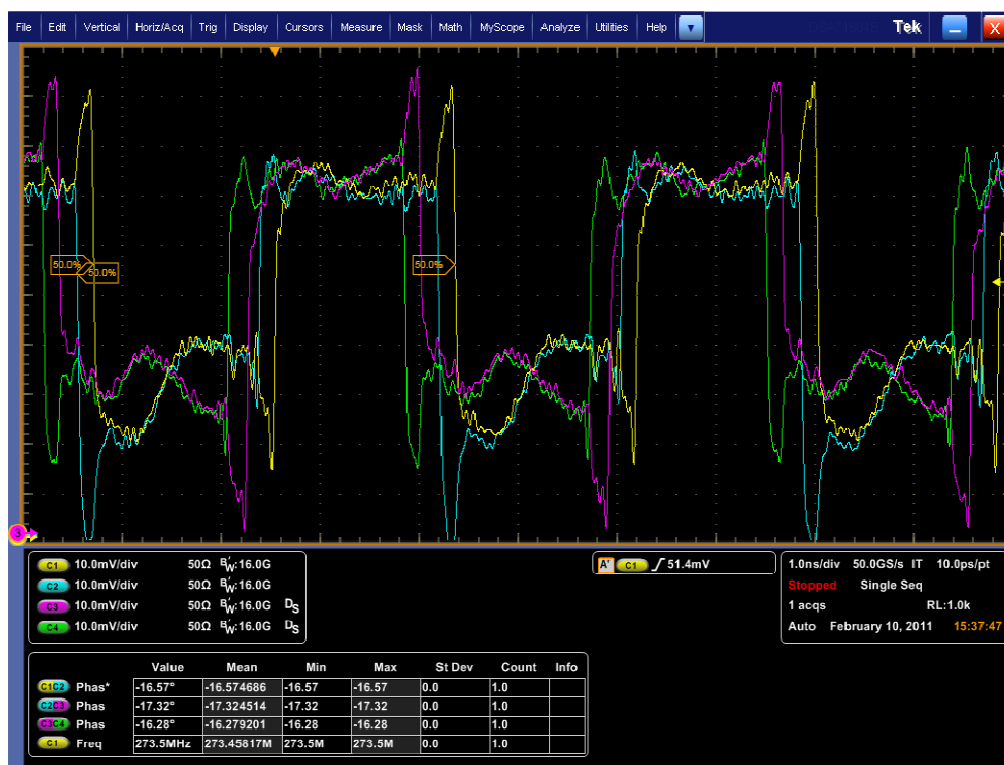 File Edit Vertical Horiz/Acq Trig Display Cursors Measure Mask Math MyScope Analyze Utilities Help Tek X
50.0% 50.0% 50.0%
3
C1 10.0mV/div 50Ω BW:16.0G
C2 10.0mV/div 50Ω BW:16.0G
C3 10.0mV/div 50Ω BW:16.0G DS
C4 10.0mV/div 50Ω BW:16.0G DS
A' C1 51.4mV
1.0ns/div 50.0GS/s IT 10.0ps/pt
Stopped Single Seq
1 acqs RL:1.0k
Auto February 10, 2011 15:37:47
Value Mean Min Max St Dev Count Info
C1C2 Phas* -16.57° -16.574686 -16.57 -16.57 0.0 1.0
C2C3 Phas -17.32° -17.324514 -17.32 -17.32 0.0 1.0
C3C4 Phas -16.28° -16.279201 -16.28 -16.28 0.0 1.0
C1 Freq 273.5MHz 273.45817M 273.5M 273.5M 0.0 1.0